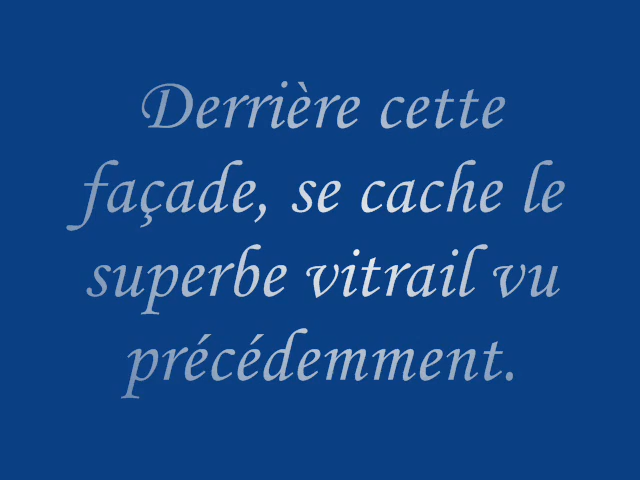 Derrière cette
façade, se cache le
superbe vitrail vu
précédemment.